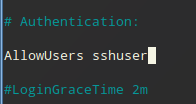 # Authentication:
AllowUsers sshuser
#LoginGraceTime 2m